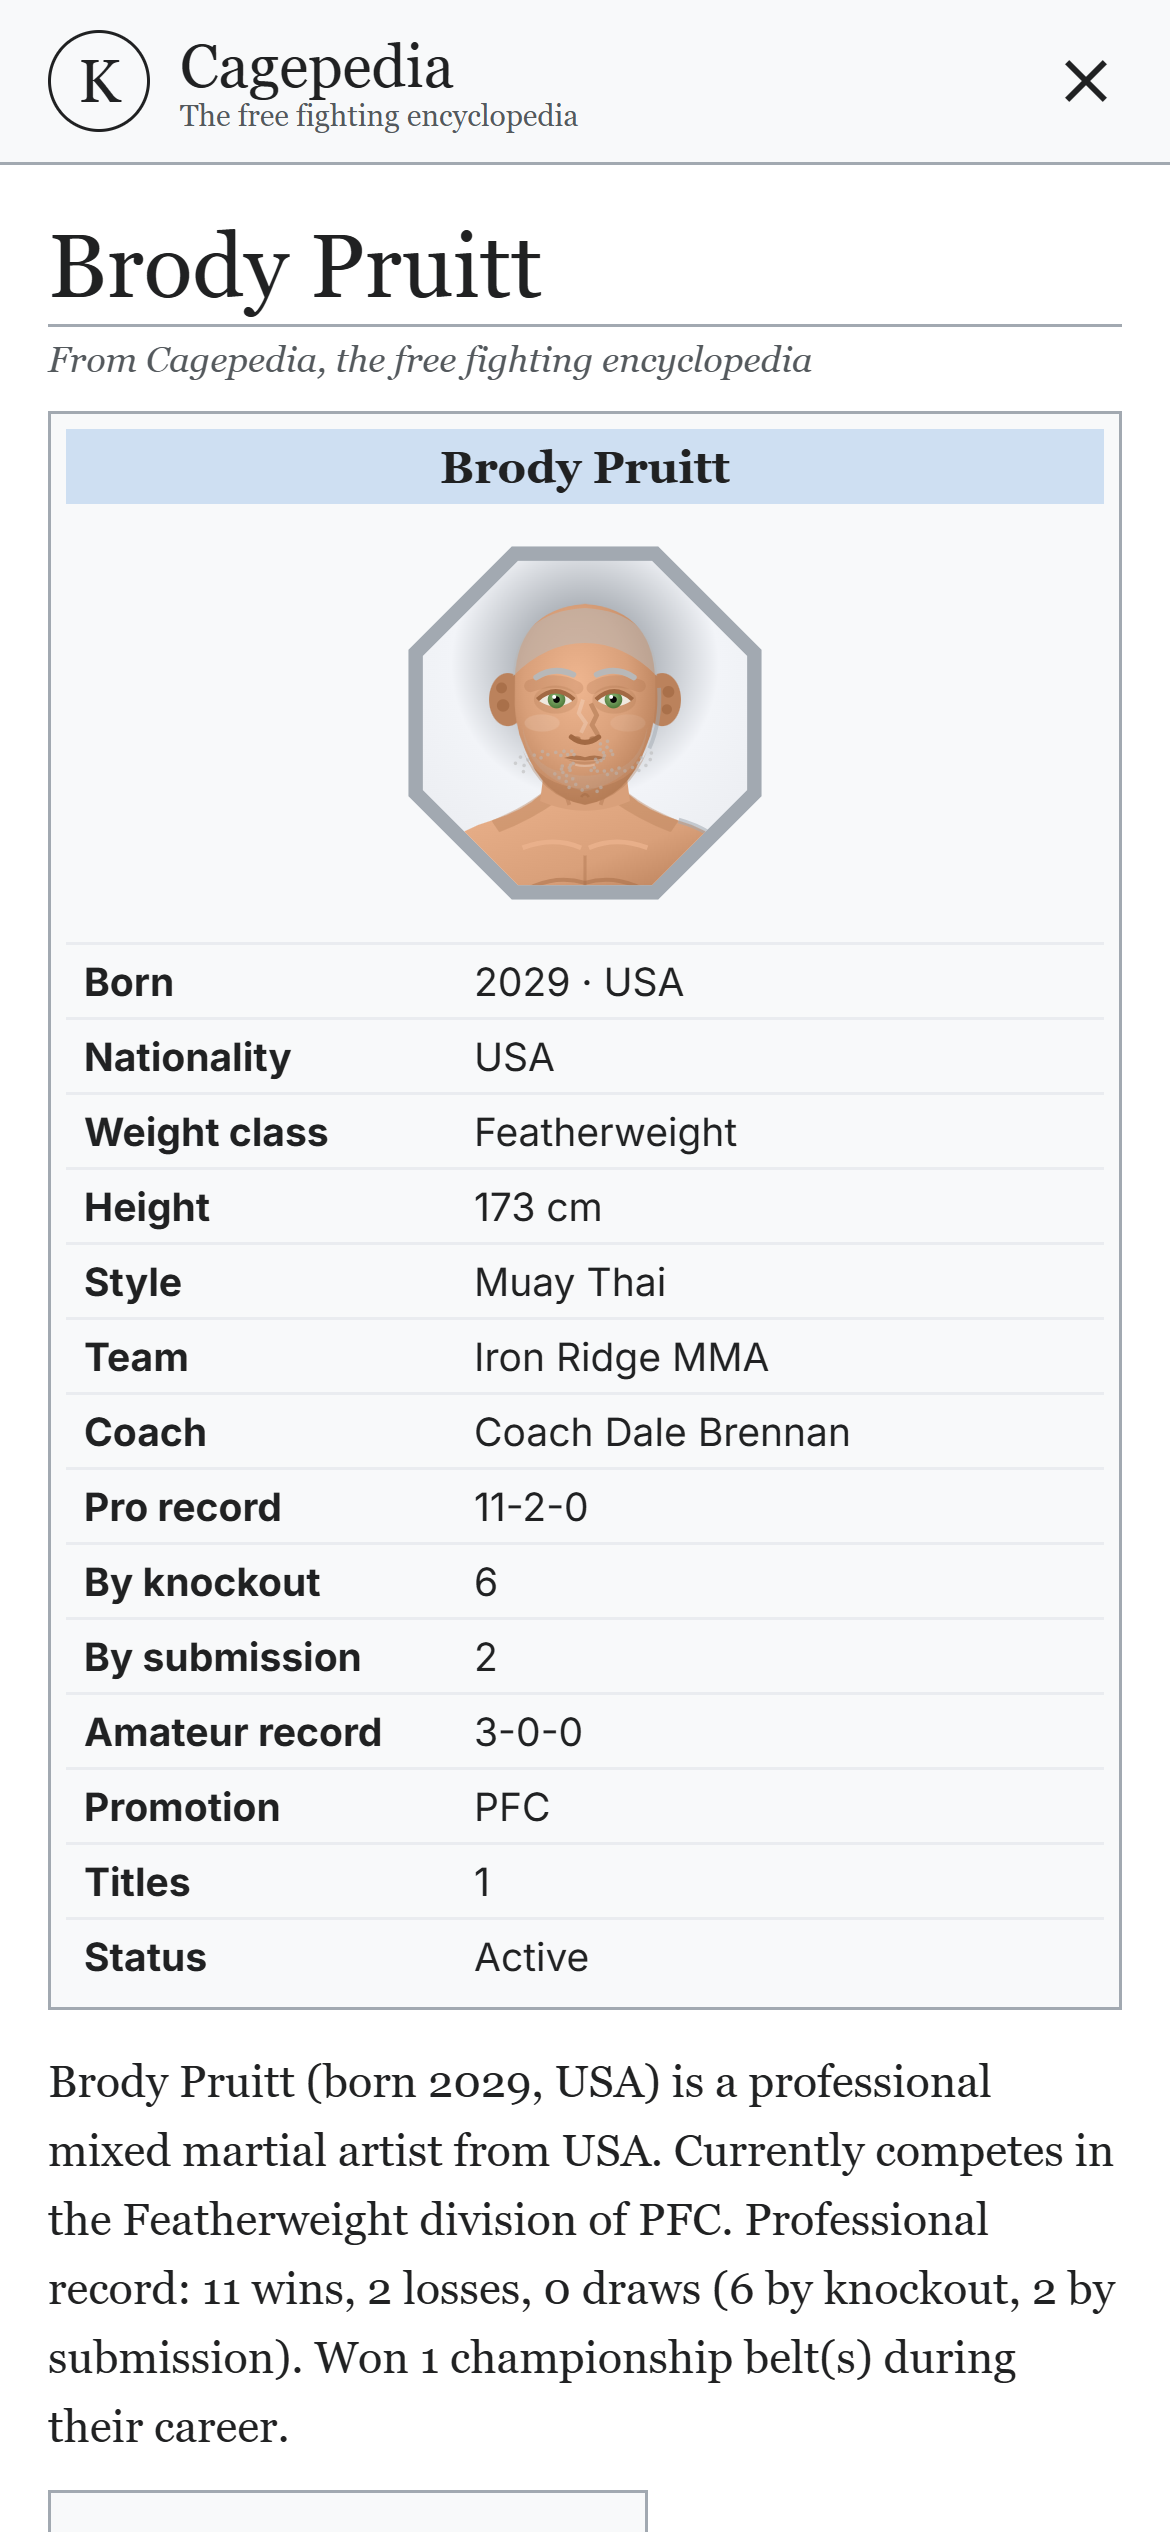 K
Cagepedia
The free fighting encyclopedia
Brody Pruitt
From Cagepedia, the free fighting encyclopedia
Brody Pruitt
Born 2029 · USA
Nationality USA
Weight class Featherweight
Height 173 cm
Style Muay Thai
Team Iron Ridge MMA
Coach Coach Dale Brennan
Pro record 11-2-0
By knockout 6
By submission 2
Amateur record 3-0-0
Promotion PFC
Titles 1
Status Active
Brody Pruitt (born 2029, USA) is a professional
mixed martial artist from USA. Currently competes in
the Featherweight division of PFC. Professional
record: 11 wins, 2 losses, 0 draws (6 by knockout, 2 by
submission). Won 1 championship belt(s) during
their career.